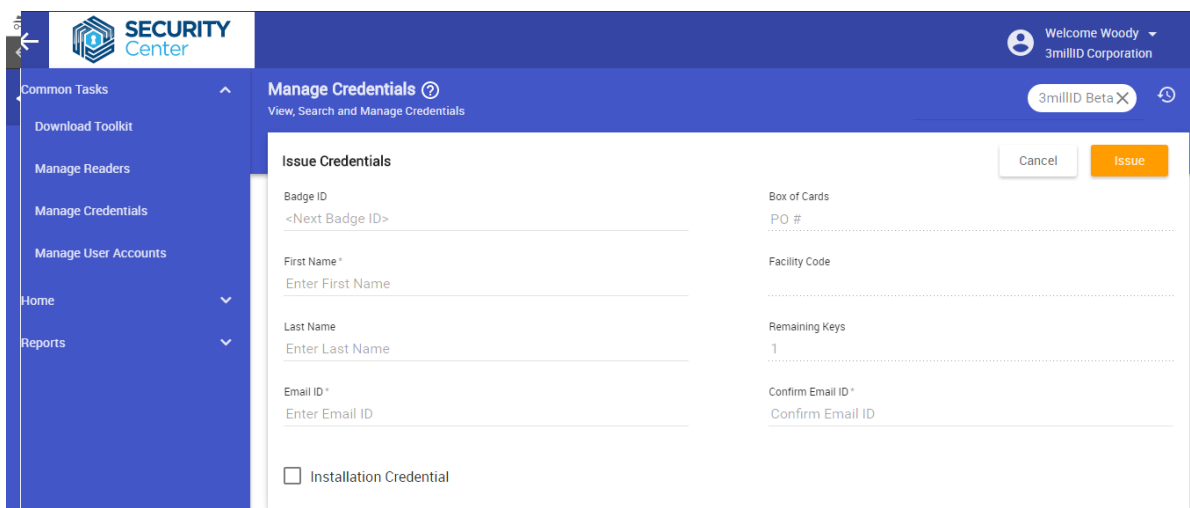 SECURITY
Center
Welcome Woody
3millID Corporation
Common Tasks
Download Toolkit
Manage Readers
Manage Credentials
Manage User Accounts
Home
Reports
Manage Credentials
View, Search and Manage Credentials
3millID Beta
Issue Credentials
Cancel
Issue
Badge ID
<Next Badge ID>
Box of Cards
PO #
First Name*
Enter First Name
Facility Code
Last Name
Enter Last Name
Remaining Keys
1
Email ID*
Enter Email ID
Confirm Email ID*
Confirm Email ID
Installation Credential